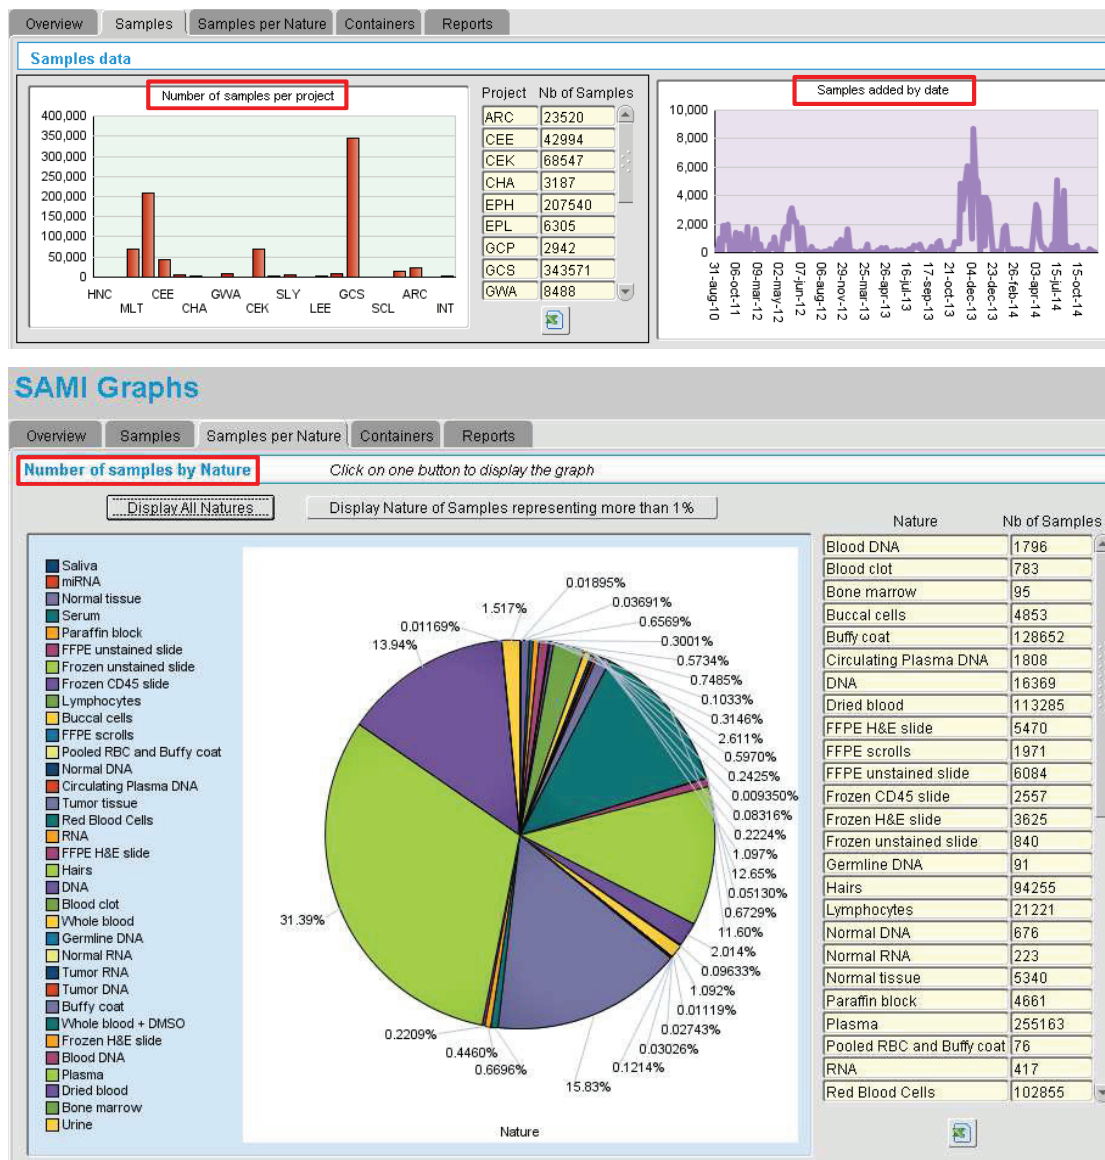 Overview Samples Samples per Nature Containers Reports
Samples data
Number of samples per project
400,000
350,000
300,000
250,000
200,000
150,000
100,000
50,000
0
HNC CEE GWA SLY GCS ARC
MLT CHA CEK LEE SCL INT
Project Nb of Samples
ARC 23520
CEE 42994
CEK 68547
CHA 3187
EPH 207540
EPL 6305
GCP 2942
GCS 343571
GWA 8488
Samples added by date
10,000
8,000
6,000
4,000
2,000
0
31-aug-10
06-oct-11
09-mar-12
02-may-12
07-jun-12
06-aug-12
29-nov-12
25-mar-13
26-apr-13
16-jul-13
17-sep-13
21-oct-13
04-dec-13
23-dec-13
26-feb-14
03-apr-14
15-jul-14
15-oct-14
SAMI Graphs
Overview Samples Samples per Nature Containers Reports
Number of samples by Nature Click on one button to display the graph
Display All Natures Display Nature of Samples representing more than 1%
Saliva
miRNA
Normal tissue
Serum
Paraffin block
FFPE unstained slide
Frozen unstained slide
Frozen CD45 slide
Lymphocytes
Buccal cells
FFPE scrolls
Pooled RBC and Buffy coat
Normal DNA
Circulating Plasma DNA
Tumor tissue
Red Blood Cells
RNA
FFPE H&E slide
Hairs
DNA
Blood clot
Whole blood
Germline DNA
Normal RNA
Tumor RNA
Tumor DNA
Buffy coat
Whole blood + DMSO
Frozen H&E slide
Blood DNA
Plasma
Dried blood
Bone marrow
Urine
0.01895%
0.03691%
0.6569%
0.3001%
0.5734%
0.7485%
0.1033%
0.3146%
2.611%
0.5970%
0.2425%
0.009350%
0.08316%
0.2224%
1.097%
12.65%
0.05130%
0.6729%
11.60%
2.014%
0.09633%
1.092%
0.01119%
0.02743%
0.03026%
0.1214%
15.83%
0.6696%
0.4460%
0.2209%
31.39%
13.94%
0.01169%
1.517%
Nature
Nature Nb of Samples
Blood DNA 1796
Blood clot 783
Bone marrow 95
Buccal cells 4853
Buffy coat 128652
Circulating Plasma DNA 1808
DNA 16369
Dried blood 113285
FFPE H&E slide 5470
FFPE scrolls 1971
FFPE unstained slide 6084
Frozen CD45 slide 2557
Frozen H&E slide 3625
Frozen unstained slide 840
Germline DNA 91
Hairs 94255
Lymphocytes 21221
Normal DNA 676
Normal RNA 223
Normal tissue 5340
Paraffin block 4661
Plasma 255163
Pooled RBC and Buffy coat 76
RNA 417
Red Blood Cells 102855